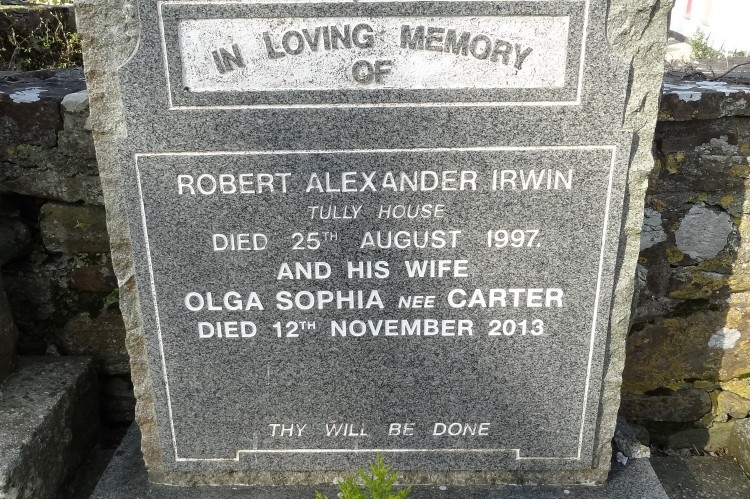 IN LOVING MEMORY
OF
ROBERT ALEXANDER IRWIN
TULLY HOUSE
DIED 25TH AUGUST 1997.
AND HIS WIFE
OLGA SOPHIA NEE CARTER
DIED 12TH NOVEMBER 2013
THY WILL BE DONE